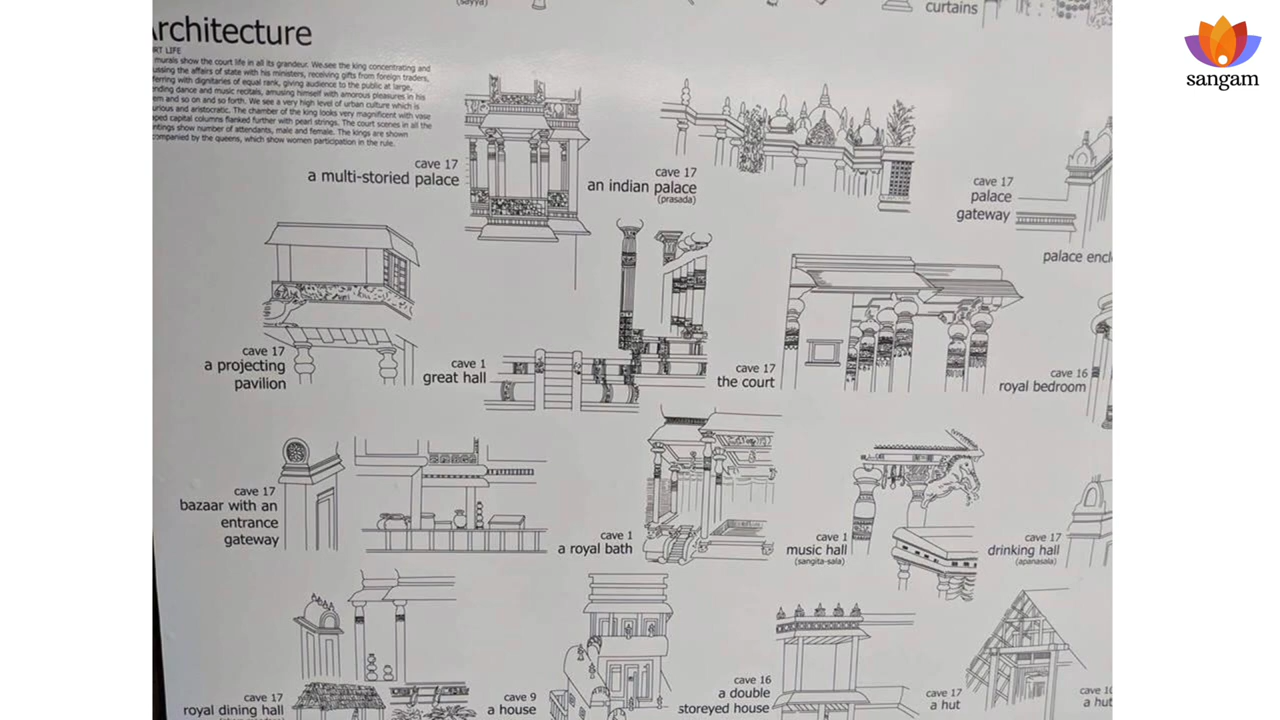 (sayya)
curtains
sangam
Architecture
RT LIFE
murals show the court life in all its grandeur. We see the king concentrating and
ussing the affairs of state with his ministers, receiving gifts from foreign traders,
ferring with dignitaries of equal rank, giving audience to the public at large,
nding dance and music recitals, amusing himself with amorous pleasures in his
em and so on and so forth. We see a very high level of urban culture which is
urious and aristocratic. The chamber of the king looks very magnificent with vase
ped capital columns flanked further with pearl strings. The court scenes in all the
ntings show number of attendants, male and female. The kings are shown
companied by the queens, which show women participation in the rule.
cave 17
a multi-storied palace
cave 17
an indian palace
(prasada)
cave 17
palace
gateway
palace encl
cave 17
a projecting
pavilion
cave 1
great hall
cave 17
the court
cave 16
royal bedroom
cave 17
bazaar with an
entrance
gateway
cave 1
a royal bath
cave 1
music hall
(sangita-sala)
cave 17
drinking hall
(apanasala)
cave 17
royal dining hall
cave 9
a house
cave 16
a double
storeyed house
cave 17
a hut
cave 10
a hut